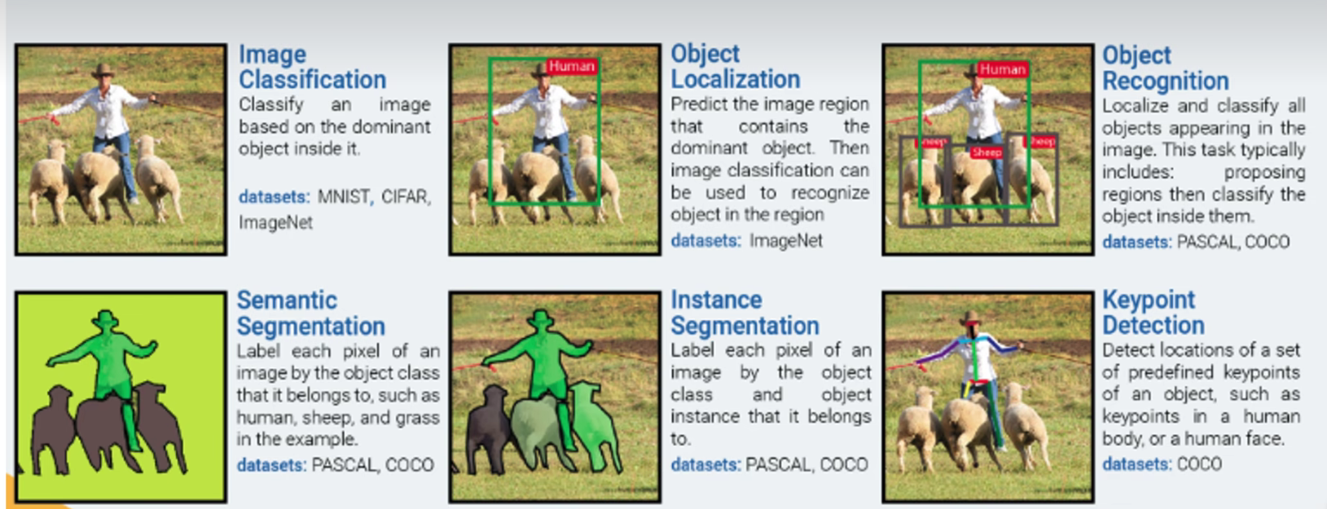 Image
Classification
Classify an image
based on the dominant
object inside it.
datasets: MNIST, CIFAR,
ImageNet
Human
Object
Localization
Predict the image region
that contains the
dominant object. Then
image classification can
be used to recognize
object in the region
datasets: ImageNet
Human
Sheep
Object
Recognition
Localize and classify all
objects appearing in the
image. This task typically
includes: proposing
regions then classify the
object inside them.
datasets: PASCAL, COCO
Semantic
Segmentation
Label each pixel of an
image by the object class
that it belongs to, such as
human, sheep, and grass
in the example.
datasets: PASCAL, COCO
Instance
Segmentation
Label each pixel of an
image by the object
class and object
instance that it belongs
to.
datasets: PASCAL, COCO
Keypoint
Detection
Detect locations of a set
of predefined keypoints
of an object, such as
keypoints in a human
body, or a human face.
datasets: COCO